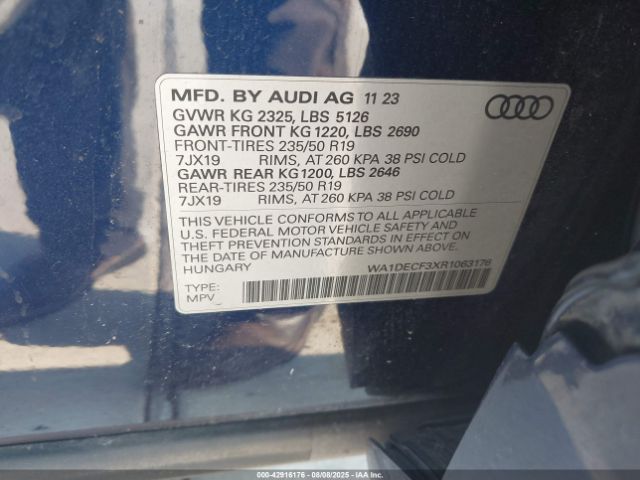 MFD. BY AUDI AG 11 23
GVWR KG 2325, LBS 5126
GAWR FRONT KG 1220, LBS 2690
FRONT-TIRES 235/50 R19
7JX19 RIMS, AT 260 KPA 38 PSI COLD
GAWR REAR KG 1200, LBS 2646
REAR-TIRES 235/50 R19
7JX19 RIMS, AT 260 KPA 38 PSI COLD
THIS VEHICLE CONFORMS TO ALL APPLICABLE
U.S. FEDERAL MOTOR VEHICLE SAFETY AND
THEFT PREVENTION STANDARDS IN EFFECT ON
THE DATE OF MANUFACTURE SHOWN ABOVE.
HUNGARY
WA1DECF3XR1063176
TYPE:
MPV
000-42916176 - 08/08/2025 - IAAI.COM